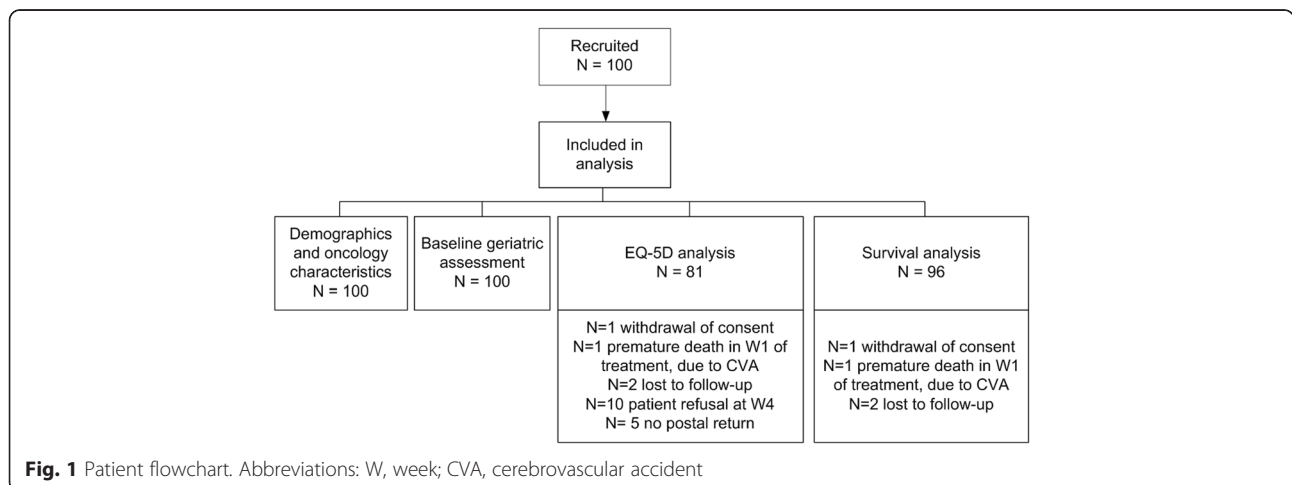 Recruited
N = 100
Included in
analysis
Demographics
and oncology
characteristics
N = 100
Baseline geriatric
assessment
N = 100
EQ-5D analysis
N = 81
N=1 withdrawal of consent
N=1 premature death in W1 of
treatment, due to CVA
N=2 lost to follow-up
N=10 patient refusal at W4
N= 5 no postal return
Survival analysis
N = 96
N=1 withdrawal of consent
N=1 premature death in W1
of treatment, due to CVA
N=2 lost to follow-up
Fig. 1 Patient flowchart. Abbreviations: W, week; CVA, cerebrovascular accident